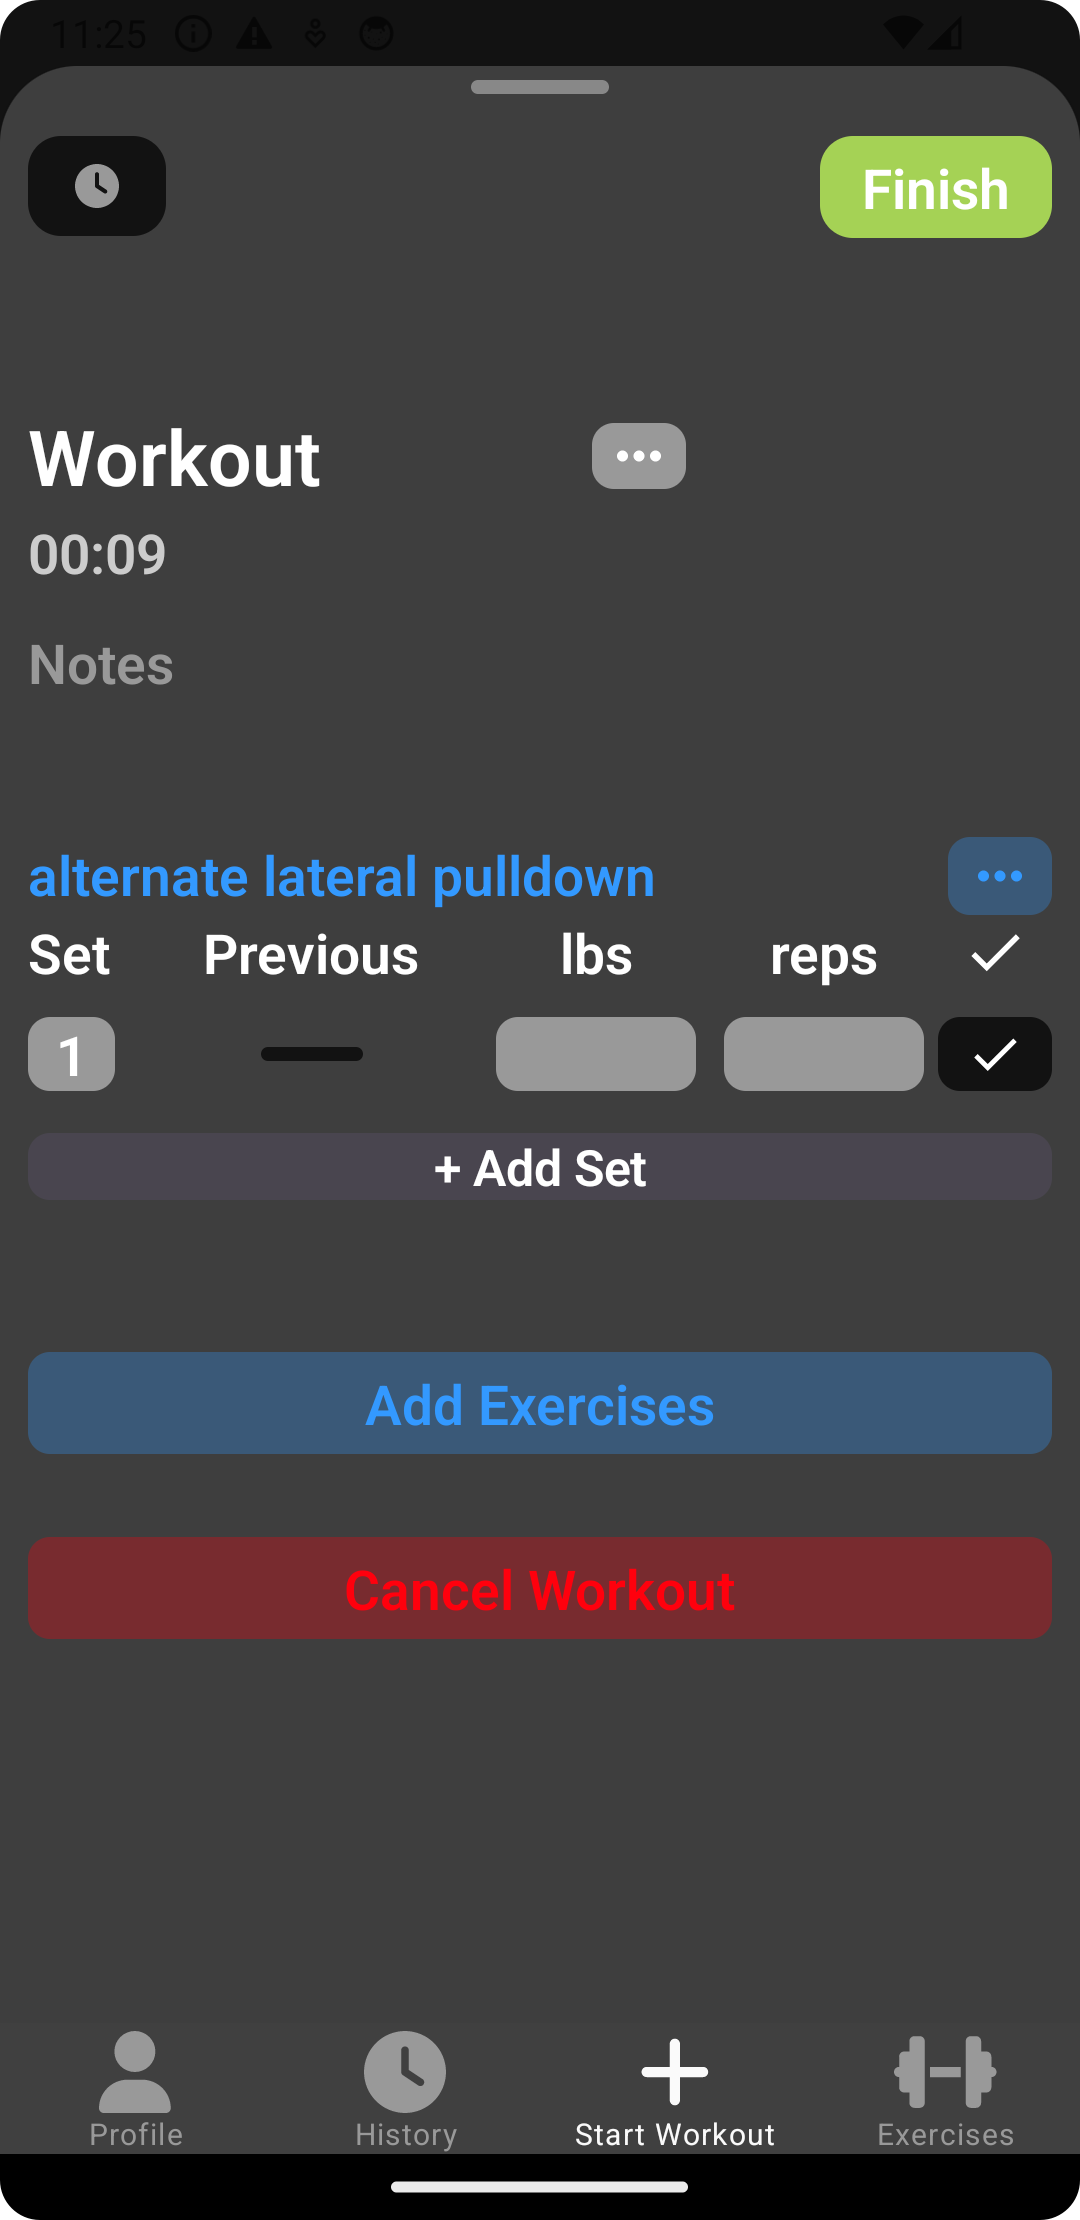 11:25
Finish
Workout
00:09
Notes
alternate lateral pulldown
Set Previous lbs reps
1
+ Add Set
Add Exercises
Cancel Workout
Profile History Start Workout Exercises